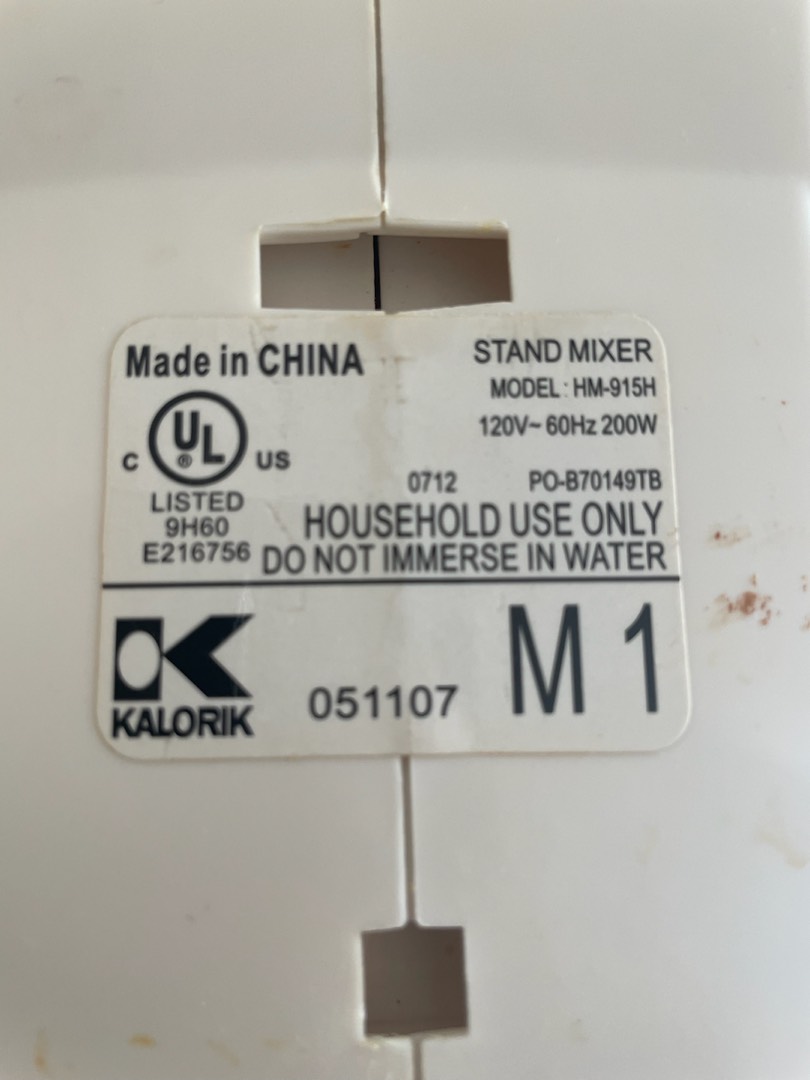 Made in CHINA
STAND MIXER
MODEL: HM-915H
120V~ 60Hz 200W
C UL ® US
LISTED
9H60
E216756
0712 PO-B70149TB
HOUSEHOLD USE ONLY
DO NOT IMMERSE IN WATER
KALORIK
051107
M 1